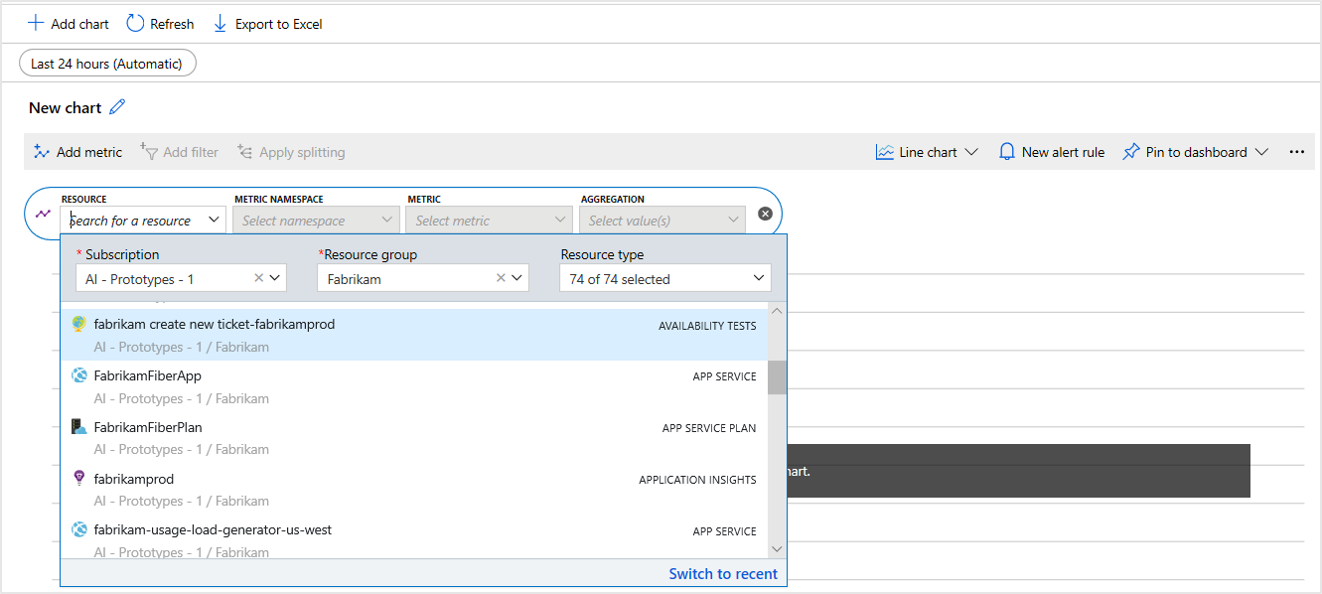 Add chart Refresh Export to Excel
Last 24 hours (Automatic)
New chart
Add metric Add filter Apply splitting Line chart New alert rule Pin to dashboard ...
RESOURCE METRIC NAMESPACE METRIC AGGREGATION
Search for a resource Select namespace Select metric Select value(s)
* Subscription *Resource group Resource type
AI - Prototypes - 1 Fabrikam 74 of 74 selected
fabrikam create new ticket-fabrikamprod AVAILABILITY TESTS
AI - Prototypes - 1 / Fabrikam
FabrikamFiberApp APP SERVICE
AI - Prototypes - 1 / Fabrikam
FabrikamFiberPlan APP SERVICE PLAN
AI - Prototypes - 1 / Fabrikam
hart.
fabrikamprod APPLICATION INSIGHTS
AI - Prototypes - 1 / Fabrikam
fabrikam-usage-load-generator-us-west APP SERVICE
AI - Prototypes - 1 / Fabrikam
Switch to recent